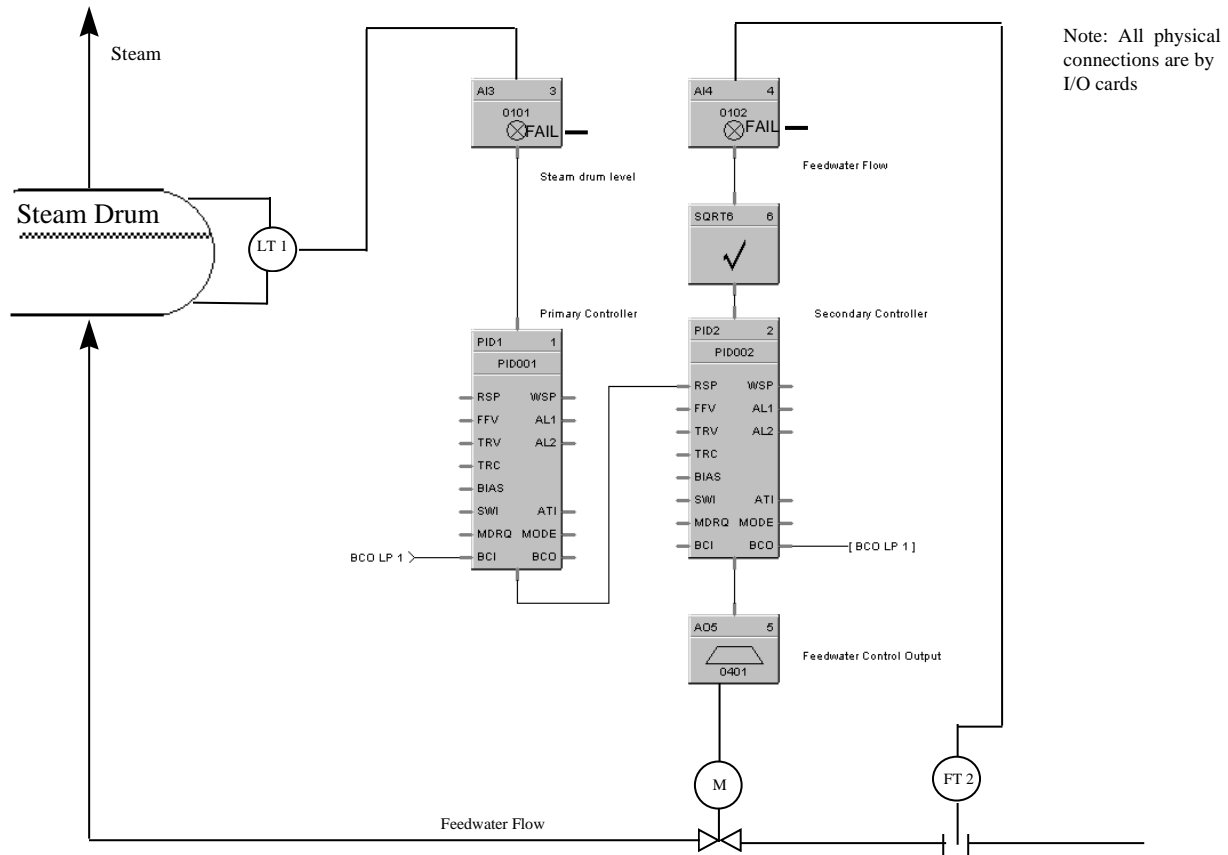 Steam
Note: All physical
connections are by
I/O cards
AI3 3
0101
FAIL
Steam drum level
AI4 4
0102
FAIL
Feedwater Flow
Steam Drum
LT 1
SQRT6 6
√
Primary Controller
Secondary Controller
PID1 1
PID001
RSP WSP
FFV AL1
TRV AL2
TRC
BIAS
SWI ATI
MDRQ MODE
BCI BCO
BCO LP 1
PID2 2
PID002
RSP WSP
FFV AL1
TRV AL2
TRC
BIAS
SWI ATI
MDRQ MODE
BCI BCO
[ BCO LP 1 ]
AO5 5
0401
Feedwater Control Output
M
FT 2
Feedwater Flow